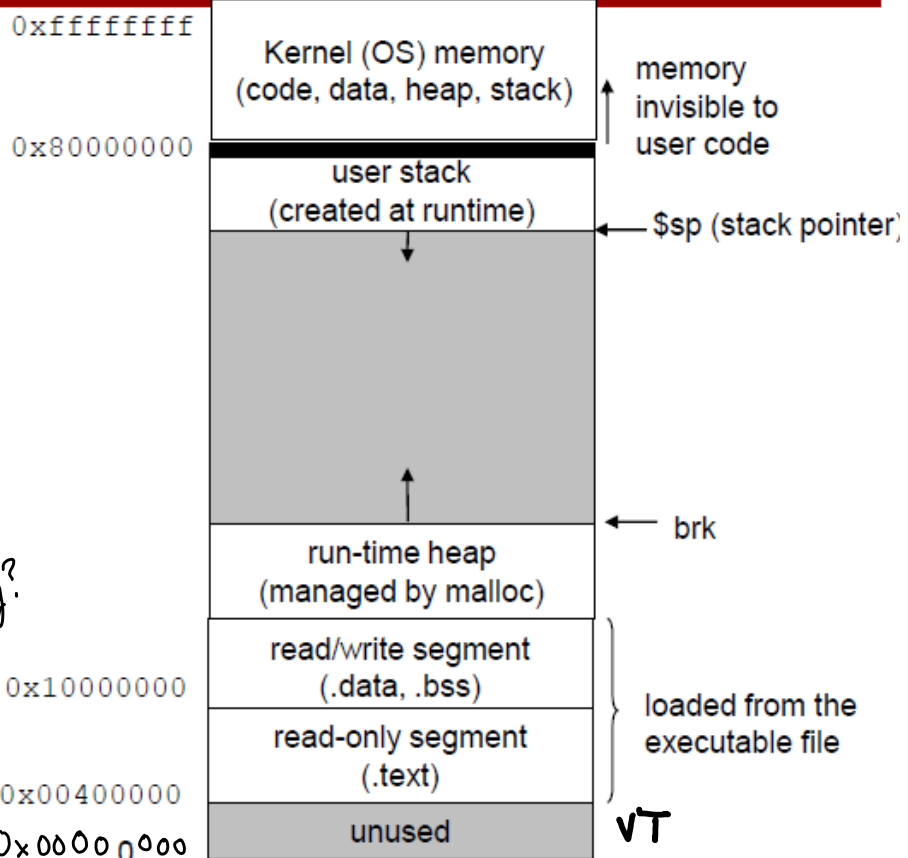 0xffffffff
Kernel (OS) memory
(code, data, heap, stack)
memory
invisible to
user code
0x80000000
user stack
(created at runtime)
$sp (stack pointer)
brk
run-time heap
(managed by malloc)
?
read/write segment
(.data, .bss)
0x10000000
loaded from the
executable file
read-only segment
(.text)
0x00400000
unused
0x00000000
VT